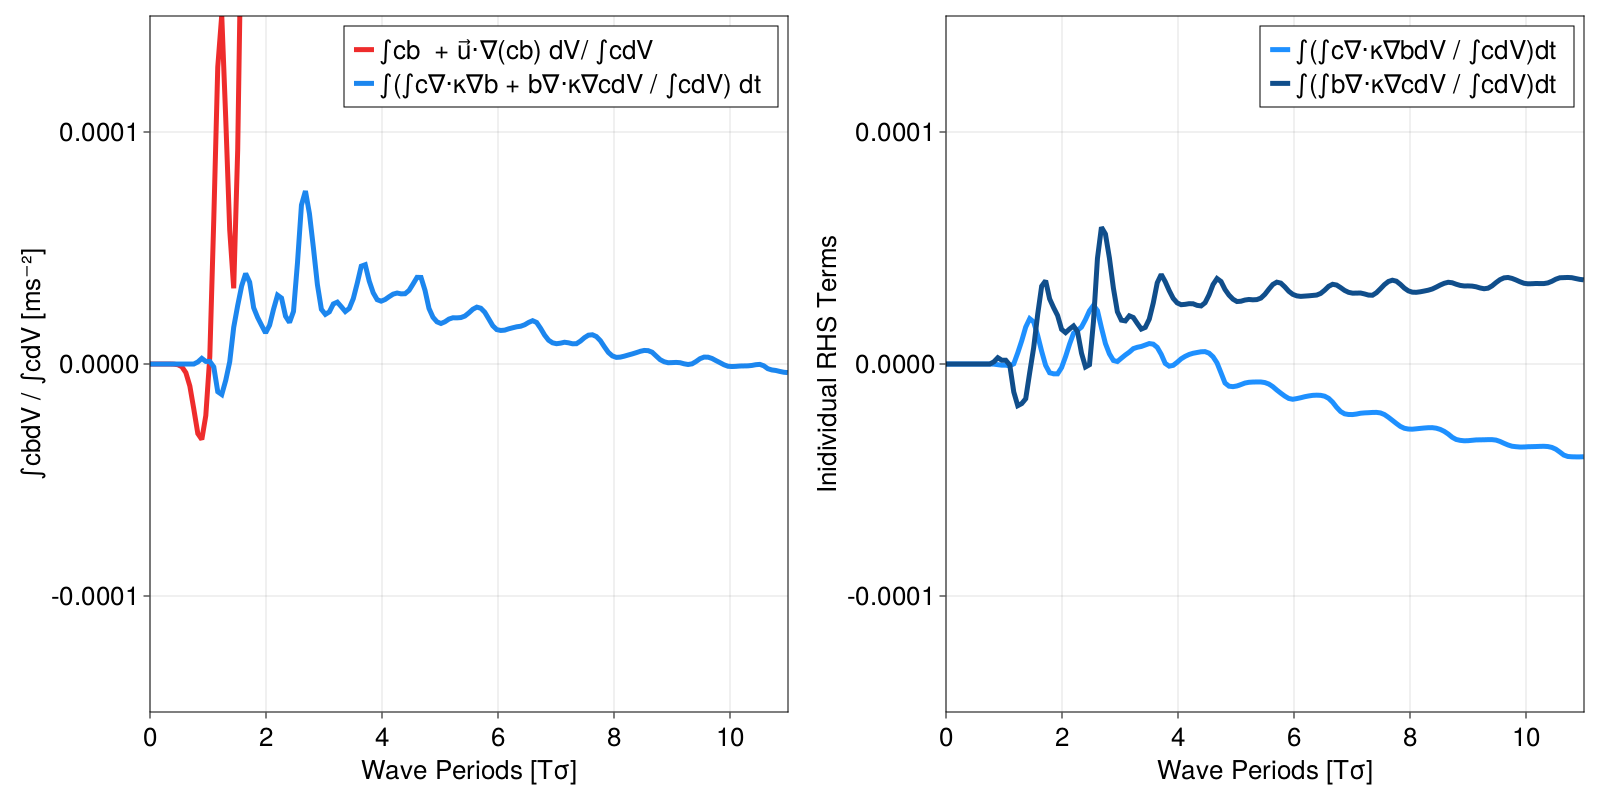 ∫cb  + u⃗·∇(cb) dV/ ∫cdV
∫(∫c∇·κ∇b + b∇·κ∇cdV / ∫cdV) dt
0.0001
0.0000
-0.0001
∫cbdV / ∫cdV [ms⁻²]
0 2 4 6 8 10
Wave Periods [Tσ]
∫(∫c∇·κ∇bdV / ∫cdV)dt
∫(∫b∇·κ∇cdV / ∫cdV)dt
0.0001
0.0000
-0.0001
Inidividual RHS Terms
0 2 4 6 8 10
Wave Periods [Tσ]